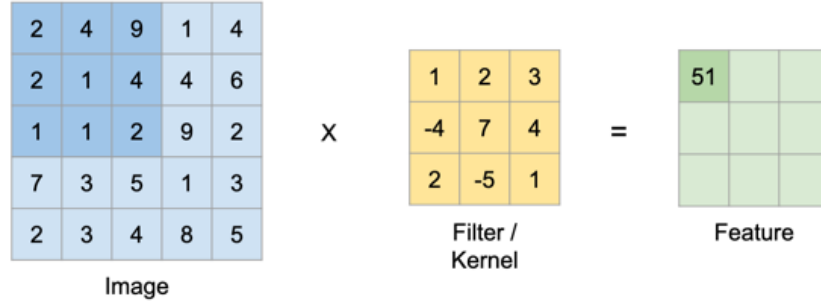 2 4 9 1 4
2 1 4 4 6
1 1 2 9 2
7 3 5 1 3
2 3 4 8 5
Image
x
1 2 3
-4 7 4
2 -5 1
Filter /
Kernel
=
51
Feature